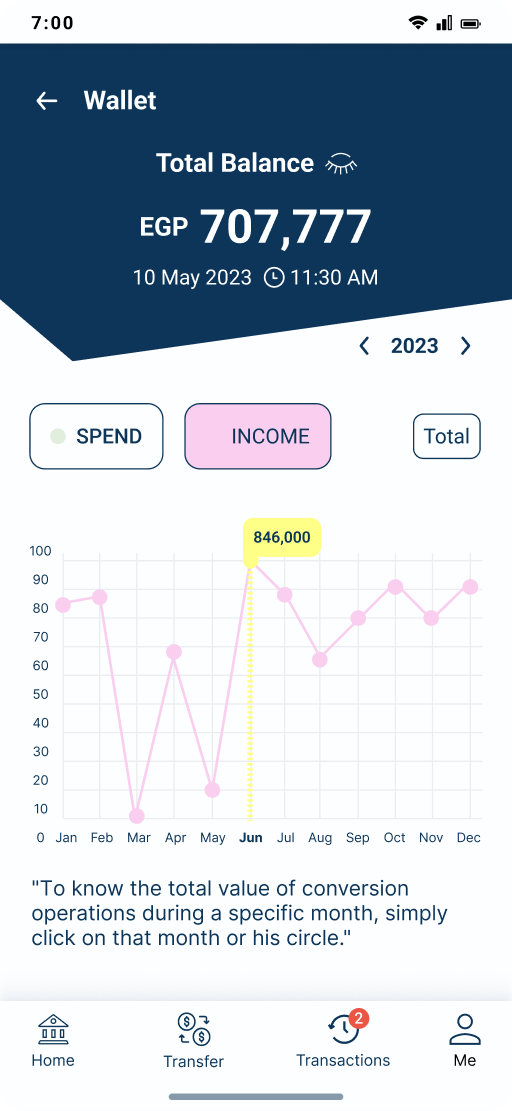 7:00
Wallet
Total Balance
EGP 707,777
10 May 2023 11:30 AM
2023
SPEND
INCOME
Total
846,000
100
90
80
70
60
50
40
30
20
10
0 Jan Feb Mar Apr May Jun Jul Aug Sep Oct Nov Dec
"To know the total value of conversion
operations during a specific month, simply
click on that month or his circle."
2
Home Transfer Transactions Me